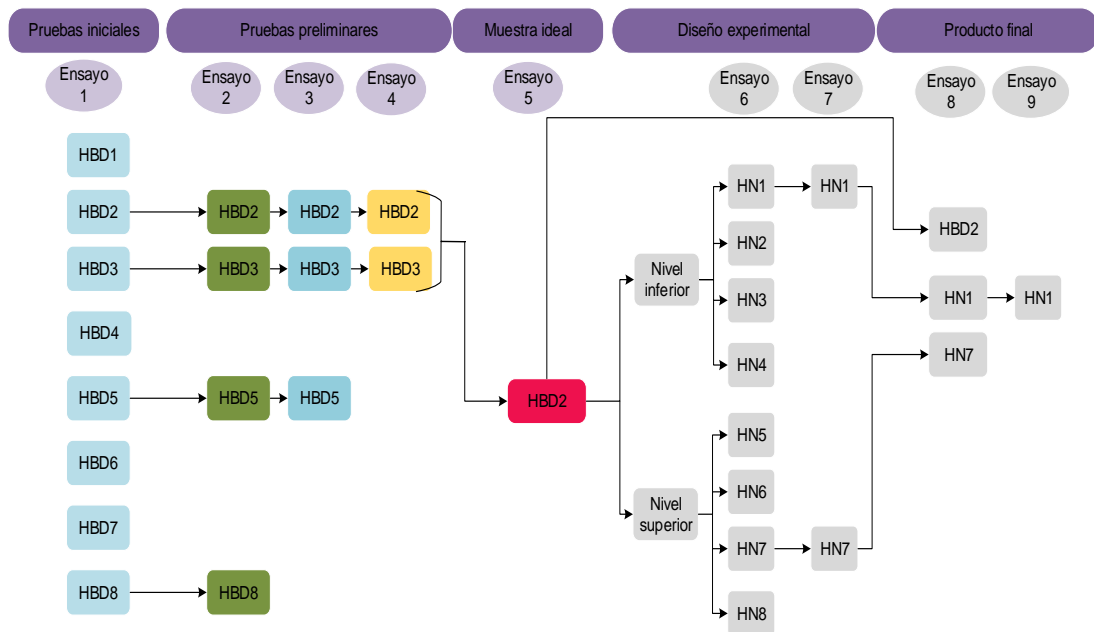 Pruebas iniciales
Pruebas preliminares
Muestra ideal
Diseño experimental
Producto final
Ensayo
1
Ensayo
2
Ensayo
3
Ensayo
4
Ensayo
5
Ensayo
6
Ensayo
7
Ensayo
8
Ensayo
9
HBD1
HBD2
HBD2
HBD2
HBD2
HBD3
HBD3
HBD3
HBD3
HBD4
HBD5
HBD5
HBD5
HBD6
HBD7
HBD8
HBD8
HBD2
Nivel
inferior
Nivel
superior
HN1
HN1
HN2
HN3
HN4
HN5
HN6
HN7
HN7
HN8
HBD2
HN1
HN1
HN7